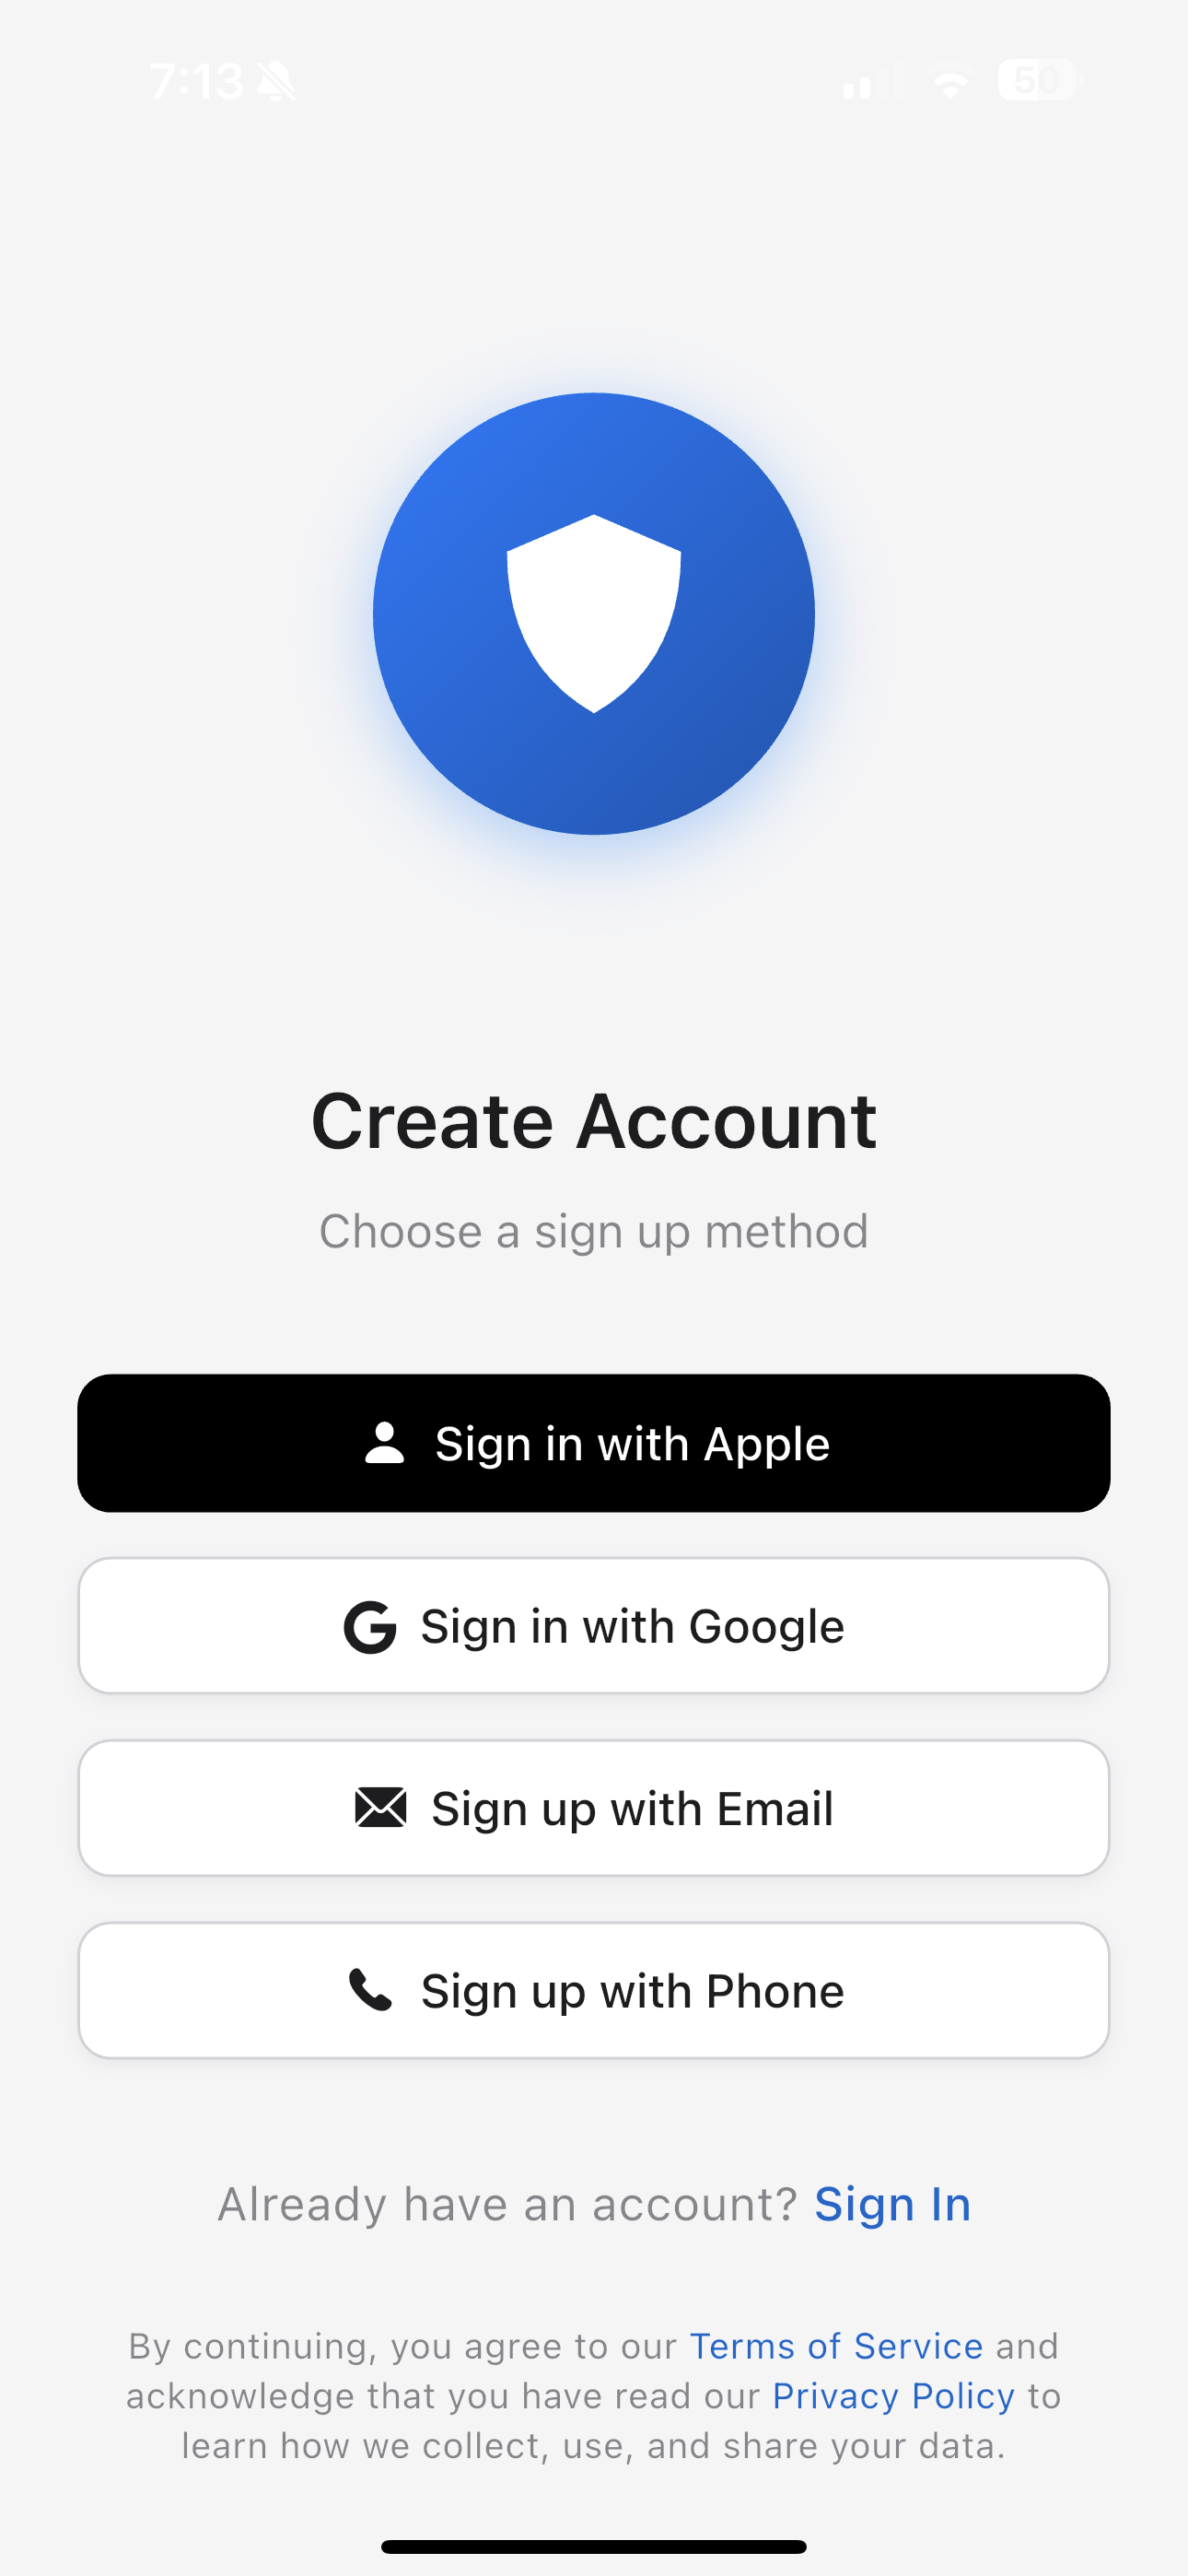 7:13
50
Create Account
Choose a sign up method
Sign in with Apple
G Sign in with Google
Sign up with Email
Sign up with Phone
Already have an account? Sign In
By continuing, you agree to our Terms of Service and
acknowledge that you have read our Privacy Policy to
learn how we collect, use, and share your data.